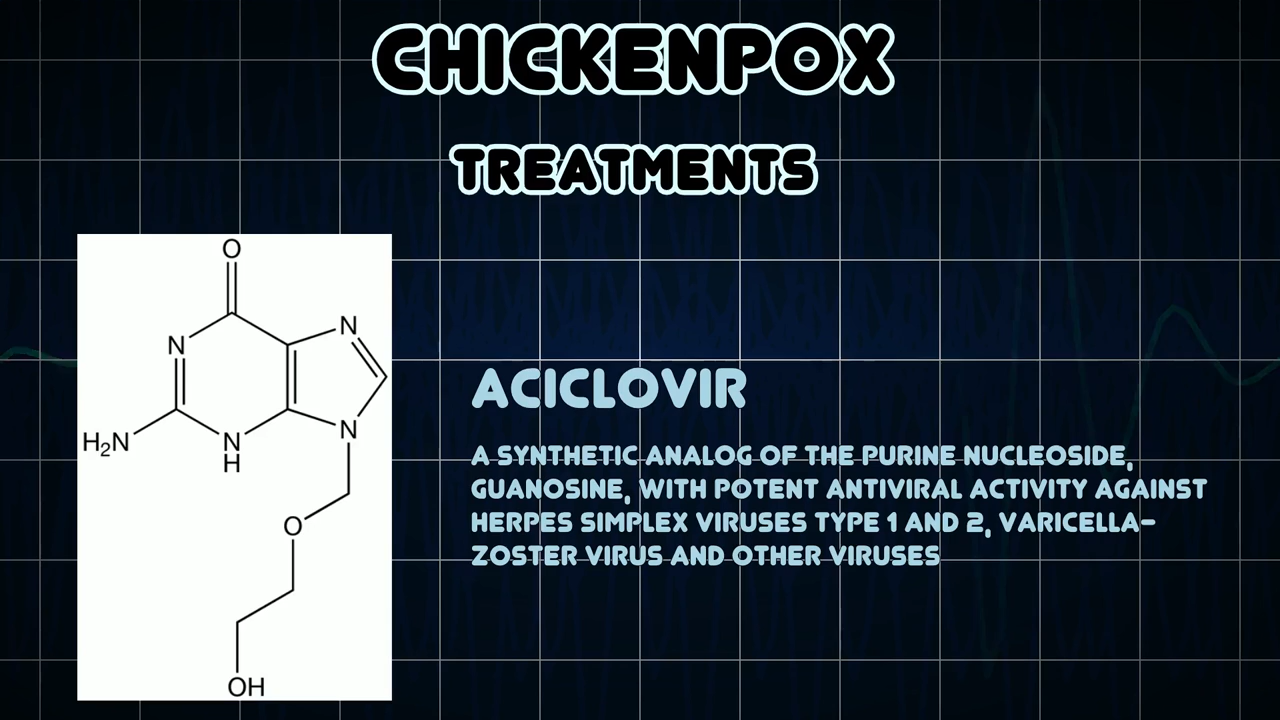 CHICKENPOX
TREATMENTS
O
N
N
H₂N
N
H
N
O
OH
ACICLOVIR
A SYNTHETIC ANALOG OF THE PURINE NUCLEOSIDE,
GUANOSINE, WITH POTENT ANTIVIRAL ACTIVITY AGAINST
HERPES SIMPLEX VIRUSES TYPE 1 AND 2, VARICELLA-
ZOSTER VIRUS AND OTHER VIRUSES